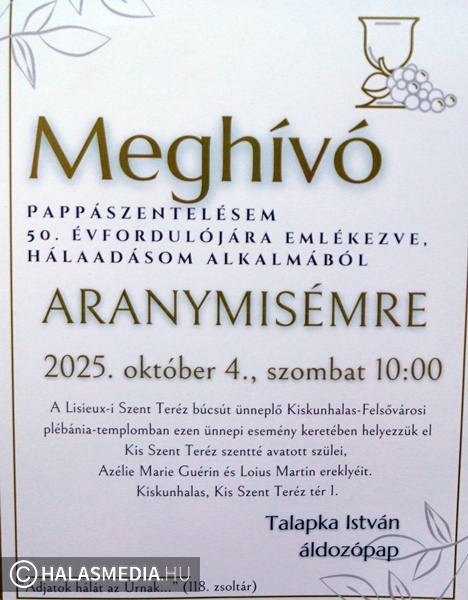 Meghívó
PAPPÁSZENTELÉSEM
50. ÉVFORDULÓJÁRA EMLÉKEZVE,
HÁLAADÁSOM ALKALMÁBÓL
ARANYMISÉMRE
2025. október 4., szombat 10:00
A Lisieux-i Szent Teréz búcsút ünneplő Kiskunhalas-Felsővárosi
plébánia-templomban ezen ünnepi esemény keretében helyezzük el
Kis Szent Teréz szentté avatott szülei,
Azélie Marie Guérin és Loius Martin ereklyéit.
Kiskunhalas, Kis Szent Teréz tér 1.
Talapka István
áldozópap
© HALASMEDIA.HU
Adjatok hálát az Úrnak..." (118. zsoltár)